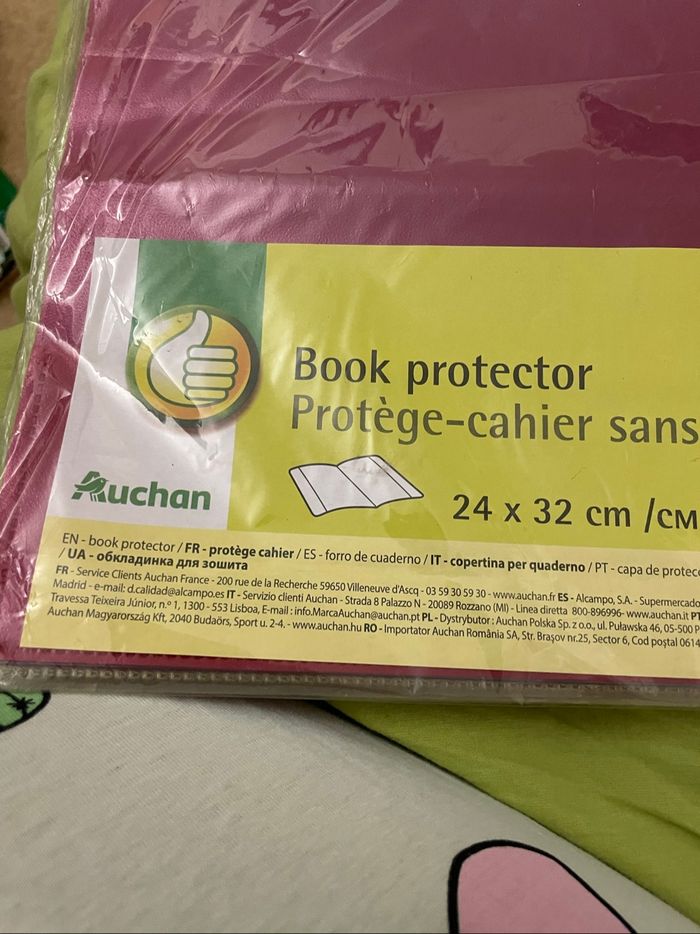 Book protector
Protège-cahier sans
Auchan
24 x 32 cm /см
EN - book protector / FR - protège cahier / ES - forro de cuaderno / IT - copertina per quaderno / PT - capa de protec
/ UA - обкладинка для зошита
FR - Service Clients Auchan France - 200 rue de la Recherche 59650 Villeneuve d'Ascq - 03 59 30 59 30 - www.auchan.fr ES - Alcampo, S.A. - Supermercado
Madrid - e-mail: d.calidad@alcampo.es IT - Servizio clienti Auchan - Strada 8 Palazzo N - 20089 Rozzano (MI) - Linea diretta 800-896996- www.auchan.it PT
Travessa Teixeira Júnior, n.º 1, 1300 - 553 Lisboa, E-mail : info.MarcaAuchan@auchan.pt PL - Dystrybutor : Auchan Polska Sp. z o.o., ul. Puławska 46, 05-500 P
Auchan Magyarország Kft, 2040 Budaörs, Sport u. 2-4. - www.auchan.hu RO - Importator Auchan România SA, Str. Braşov nr.25, Sector 6, Cod poştal 0614